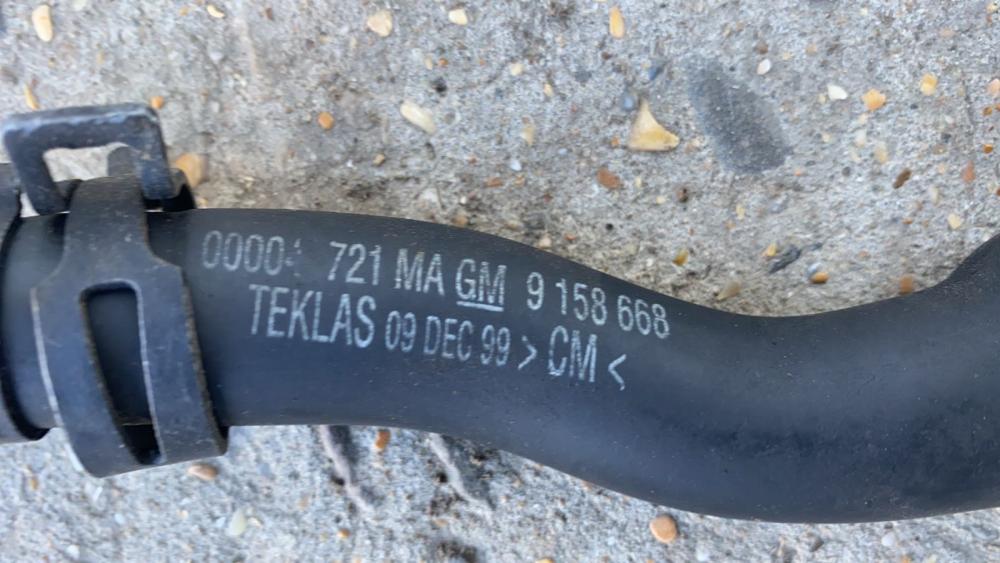 721 MA GM 9 158 668
TEKLAS 09 DEC 99 > CM <